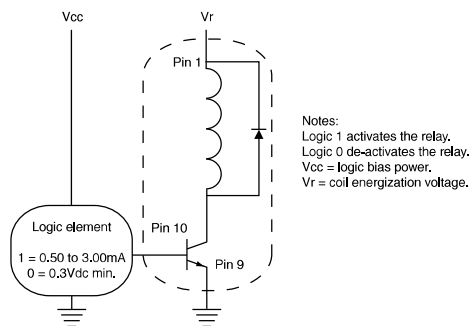 Vcc
Vr
Pin 1
Notes:
Logic 1 activates the relay.
Logic 0 de-activates the relay.
Vcc = logic bias power.
Vr = coil energization voltage.
Logic element
1 = 0.50 to 3.00mA
0 = 0.3Vdc min.
Pin 10
Pin 9